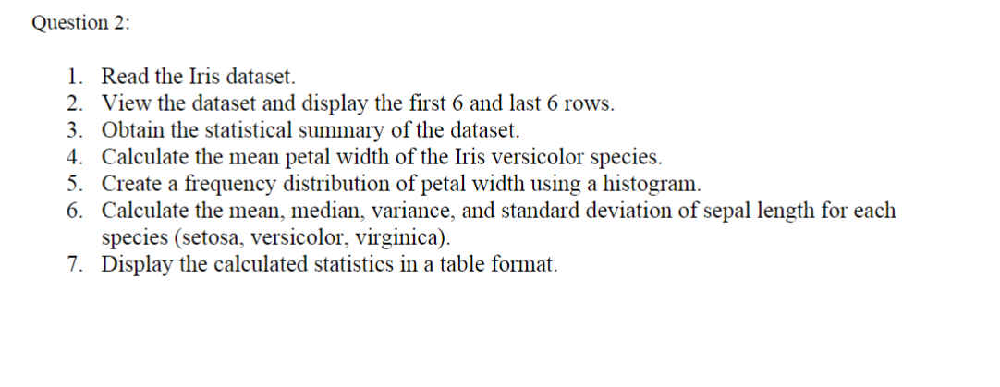 Question 2:
1. Read the Iris dataset.
2. View the dataset and display the first 6 and last 6 rows.
3. Obtain the statistical summary of the dataset.
4. Calculate the mean petal width of the Iris versicolor species.
5. Create a frequency distribution of petal width using a histogram.
6. Calculate the mean, median, variance, and standard deviation of sepal length for each
species (setosa, versicolor, virginica).
7. Display the calculated statistics in a table format.